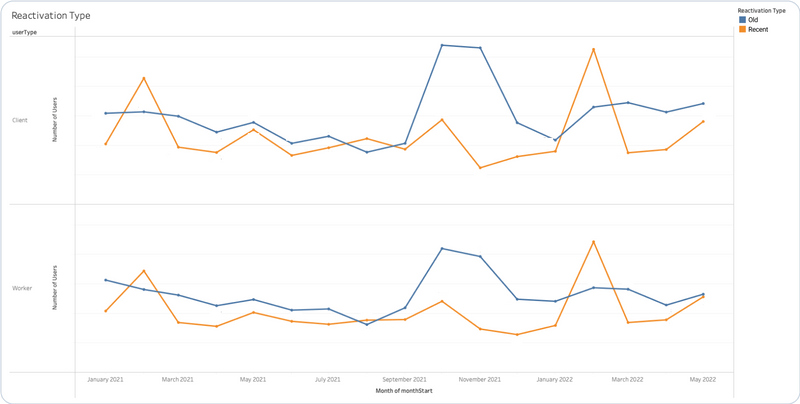 Reactivation Type
userType
Client
Number of Users
Worker
Number of Users
January 2021
March 2021
May 2021
July 2021
September 2021
November 2021
January 2022
March 2022
May 2022
Month of monthStart
Reactivation Type
Old
Recent